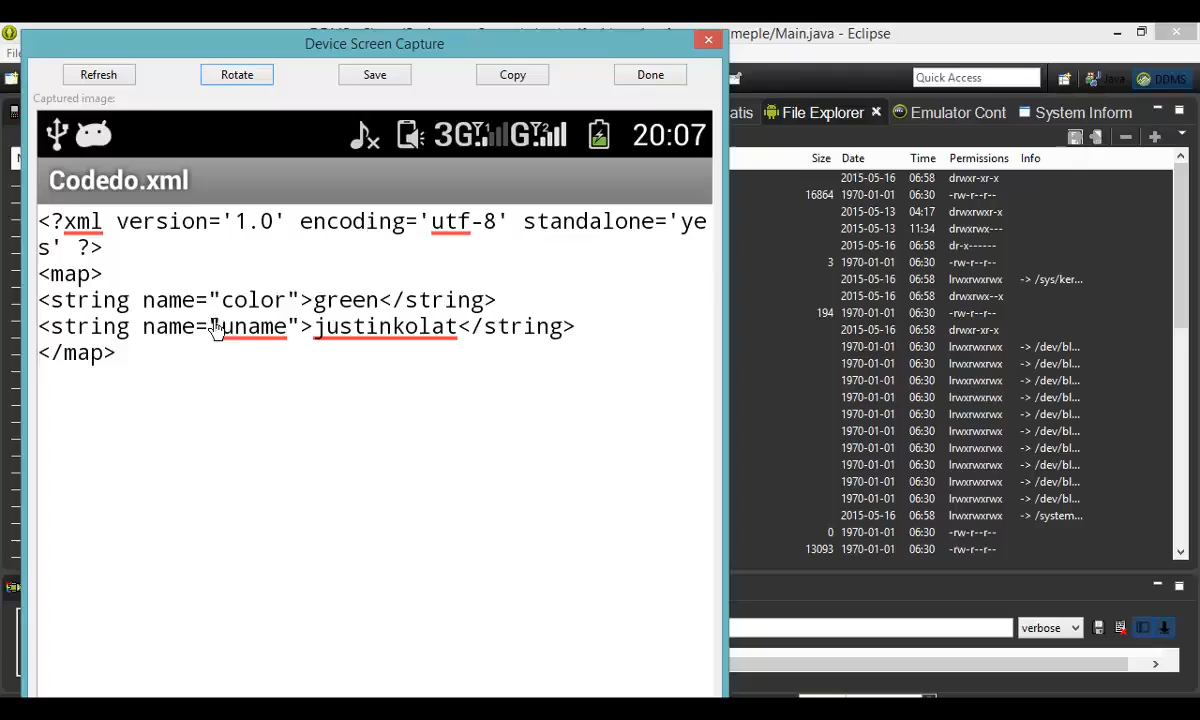 Device Screen Capture
meple/Main.java - Eclipse
Refresh
Rotate
Save
Copy
Done
Quick Access
Java
DDMS
Captured image:
atis
File Explorer
Emulator Cont
System Inform
3G
G
20:07
Codedo.xml
<?xml version='1.0' encoding='utf-8' standalone='ye
s' ?>
<map>
<string name="color">green</string>
<string name="uname">justinkolat</string>
</map>
Size Date Time Permissions Info
2015-05-16 06:58 drwxr-xr-x
16864 1970-01-01 06:30 -rw-r--r--
2015-05-13 04:17 drwxrwxr-x
2015-05-13 11:34 drwxrwx---
2015-05-16 06:58 dr-x------
3 1970-01-01 06:30 -rw-r--r--
2015-05-16 06:58 lrwxrwxrwx -> /sys/ker...
2015-05-16 06:58 drwxrwx--x
194 1970-01-01 06:30 -rw-r--r--
2015-05-16 06:58 drwxr-xr-x
1970-01-01 06:30 lrwxrwxrwx -> /dev/bl...
1970-01-01 06:30 lrwxrwxrwx -> /dev/bl...
1970-01-01 06:30 lrwxrwxrwx -> /dev/bl...
1970-01-01 06:30 lrwxrwxrwx -> /dev/bl...
1970-01-01 06:30 lrwxrwxrwx -> /dev/bl...
1970-01-01 06:30 lrwxrwxrwx -> /dev/bl...
1970-01-01 06:30 lrwxrwxrwx -> /dev/bl...
1970-01-01 06:30 lrwxrwxrwx -> /dev/bl...
1970-01-01 06:30 lrwxrwxrwx -> /dev/bl...
1970-01-01 06:30 lrwxrwxrwx -> /dev/bl...
2015-05-16 06:58 lrwxrwxrwx -> /system...
0 1970-01-01 06:30 -rw-r--r--
13093 1970-01-01 06:30 -rw-r--r--
verbose